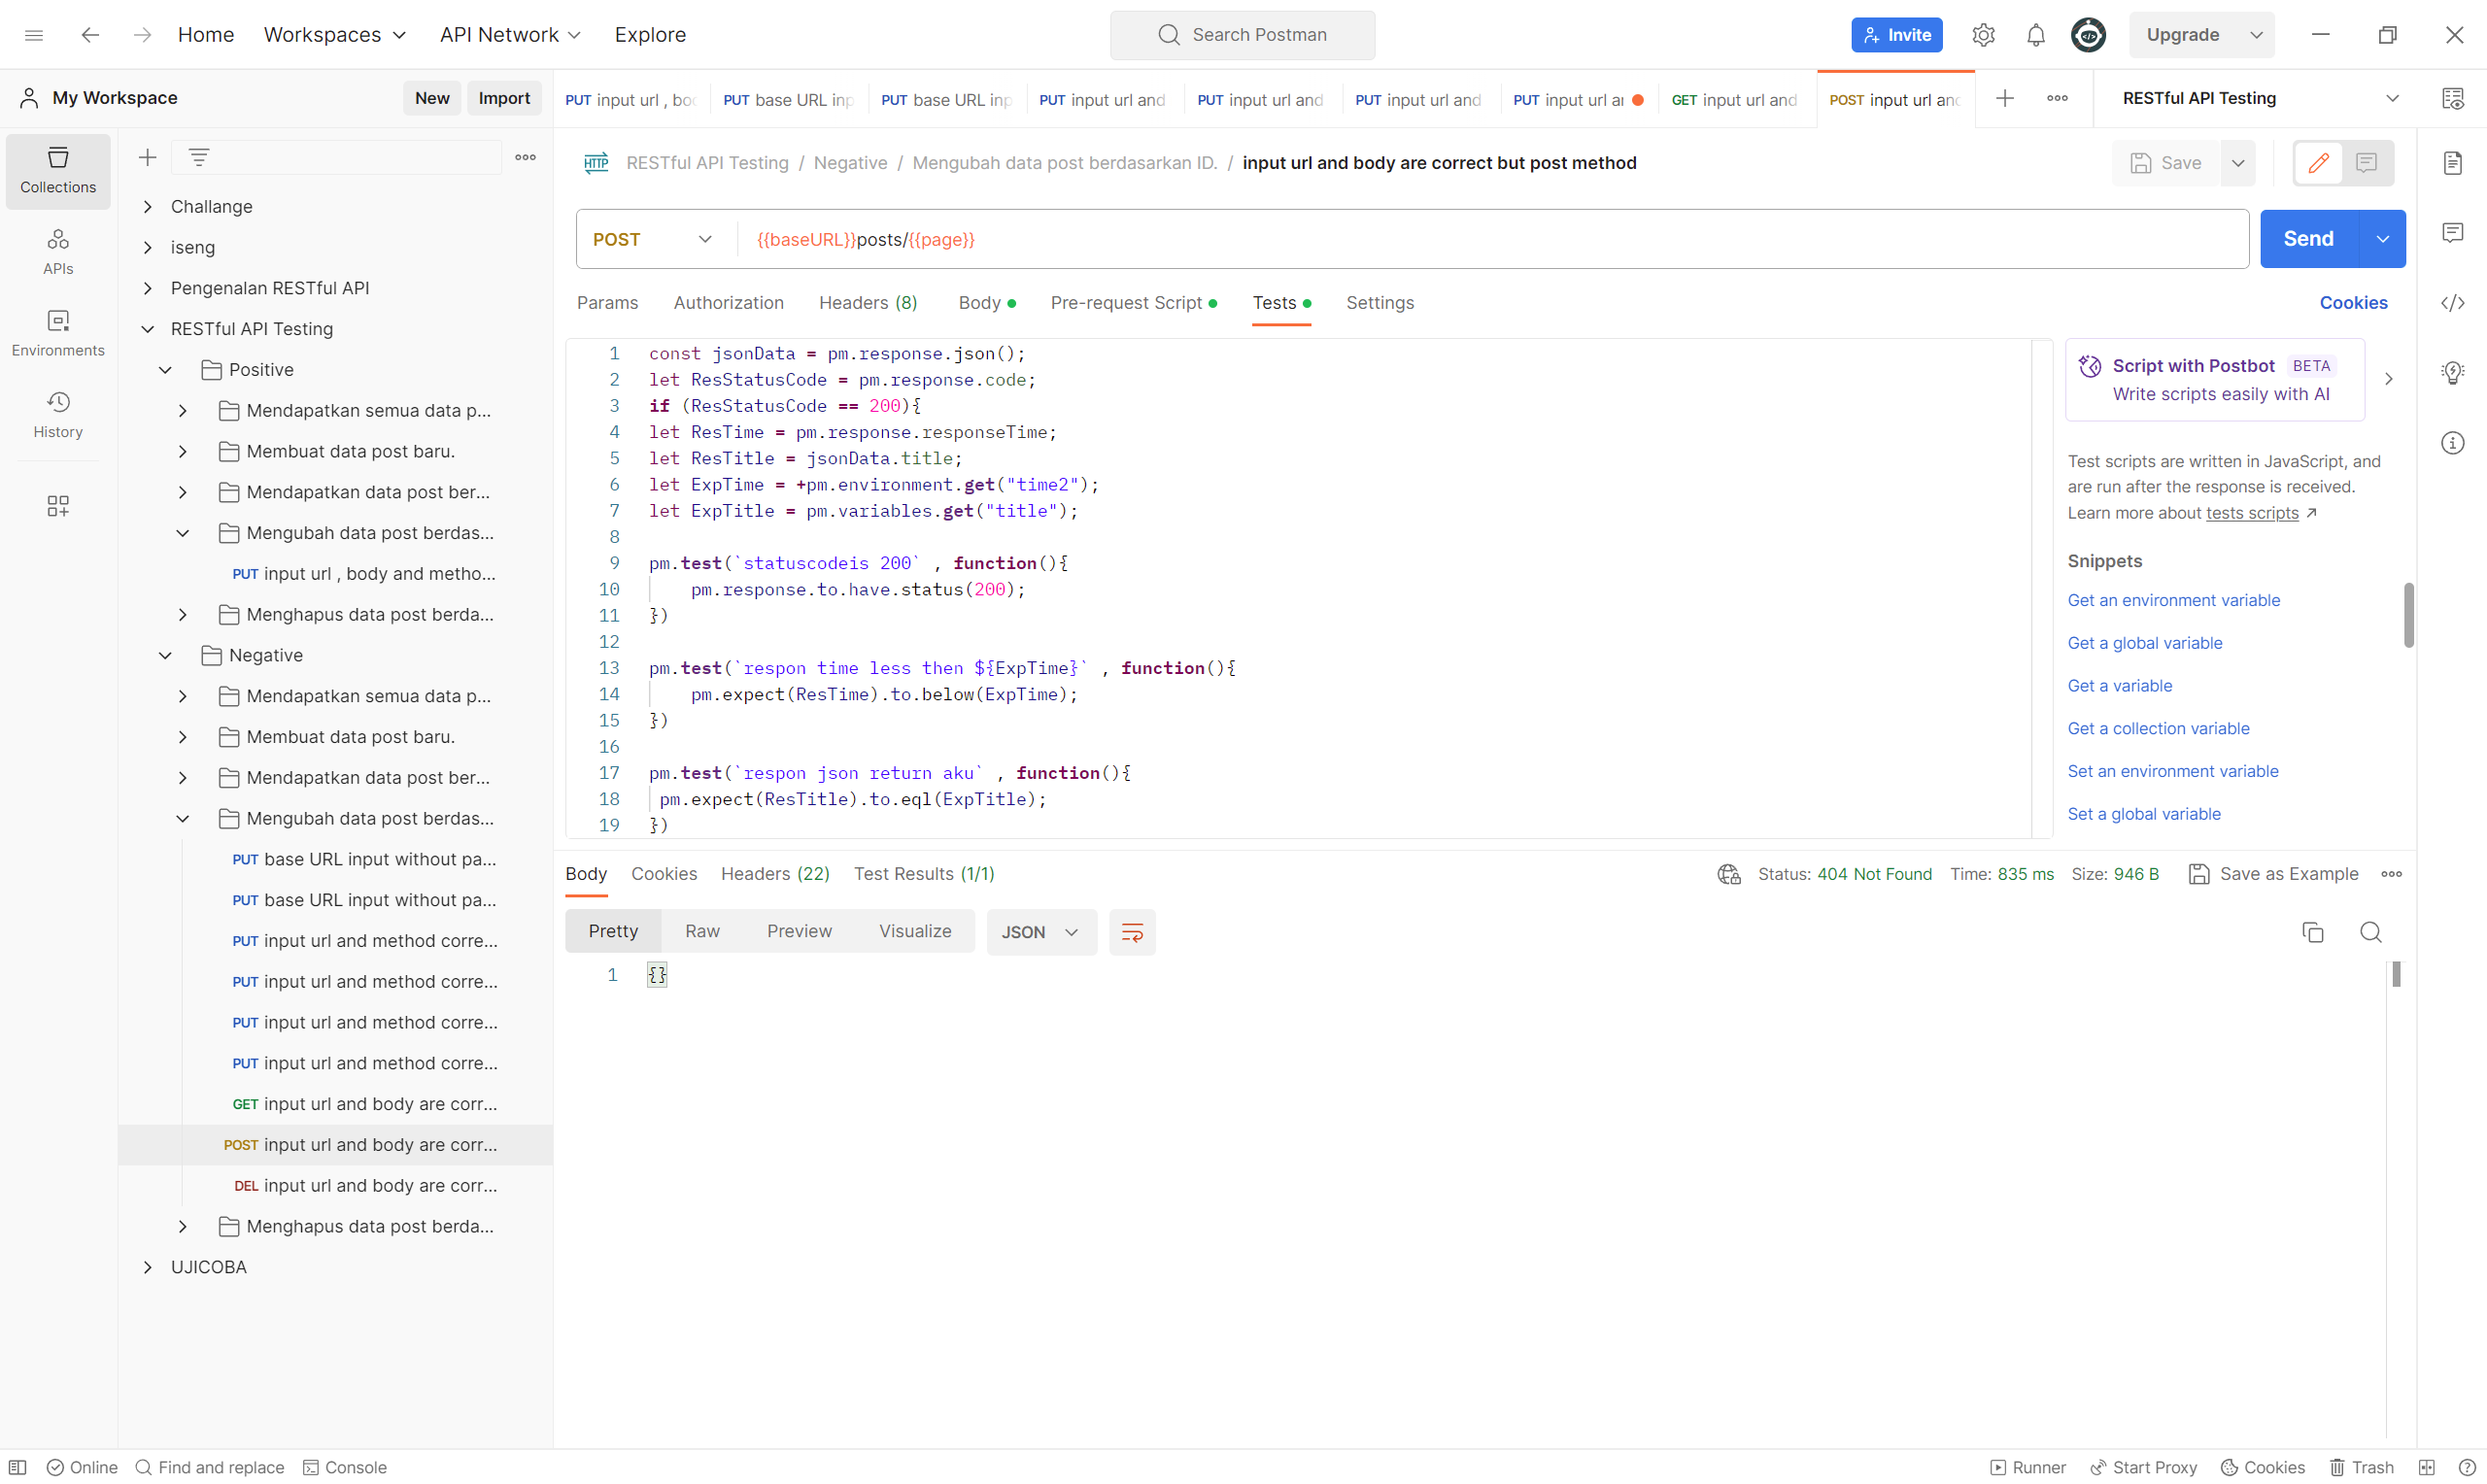 Home
Workspaces
API Network
Explore
Search Postman
Invite
Upgrade
My Workspace
New
Import
PUT input url , bo
PUT base URL inp
PUT base URL inp
PUT input url and
PUT input url and
PUT input url and
PUT input url a
GET input url and
POST input url and
RESTful API Testing
Collections
APIs
Environments
History
Challange
iseng
Pengenalan RESTful API
RESTful API Testing
Positive
Mendapatkan semua data p...
Membuat data post baru.
Mendapatkan data post ber...
Mengubah data post berdas...
PUT input url , body and metho...
Menghapus data post berda...
Negative
Mendapatkan semua data p...
Membuat data post baru.
Mendapatkan data post ber...
Mengubah data post berdas...
PUT base URL input without pa...
PUT base URL input without pa...
PUT input url and method corre...
PUT input url and method corre...
PUT input url and method corre...
PUT input url and method corre...
GET input url and body are corr...
POST input url and body are corr...
DEL input url and body are corr...
Menghapus data post berda...
UJICOBA
HTTP RESTful API Testing / Negative / Mengubah data post berdasarkan ID. / input url and body are correct but post method
Save
POST
{{baseURL}}posts/{{page}}
Send
Params
Authorization
Headers (8)
Body
Pre-request Script
Tests
Settings
Cookies
1 const jsonData = pm.response.json();
2 let ResStatusCode = pm.response.code;
3 if (ResStatusCode == 200){
4 let ResTime = pm.response.responseTime;
5 let ResTitle = jsonData.title;
6 let ExpTime = +pm.environment.get("time2");
7 let ExpTitle = pm.variables.get("title");
8
9 pm.test(`statuscodeis 200` , function(){
10 pm.response.to.have.status(200);
11 })
12
13 pm.test(`respon time less then ${ExpTime}` , function(){
14 pm.expect(ResTime).to.below(ExpTime);
15 })
16
17 pm.test(`respon json return aku` , function(){
18 pm.expect(ResTitle).to.eql(ExpTitle);
19 })
Script with Postbot BETA
Write scripts easily with AI
Test scripts are written in JavaScript, and
are run after the response is received.
Learn more about tests scripts ↗
Snippets
Get an environment variable
Get a global variable
Get a variable
Get a collection variable
Set an environment variable
Set a global variable
Body
Cookies
Headers (22)
Test Results (1/1)
Status: 404 Not Found
Time: 835 ms
Size: 946 B
Save as Example
Pretty
Raw
Preview
Visualize
JSON
1 {}
Online
Find and replace
Console
Runner
Start Proxy
Cookies
Trash